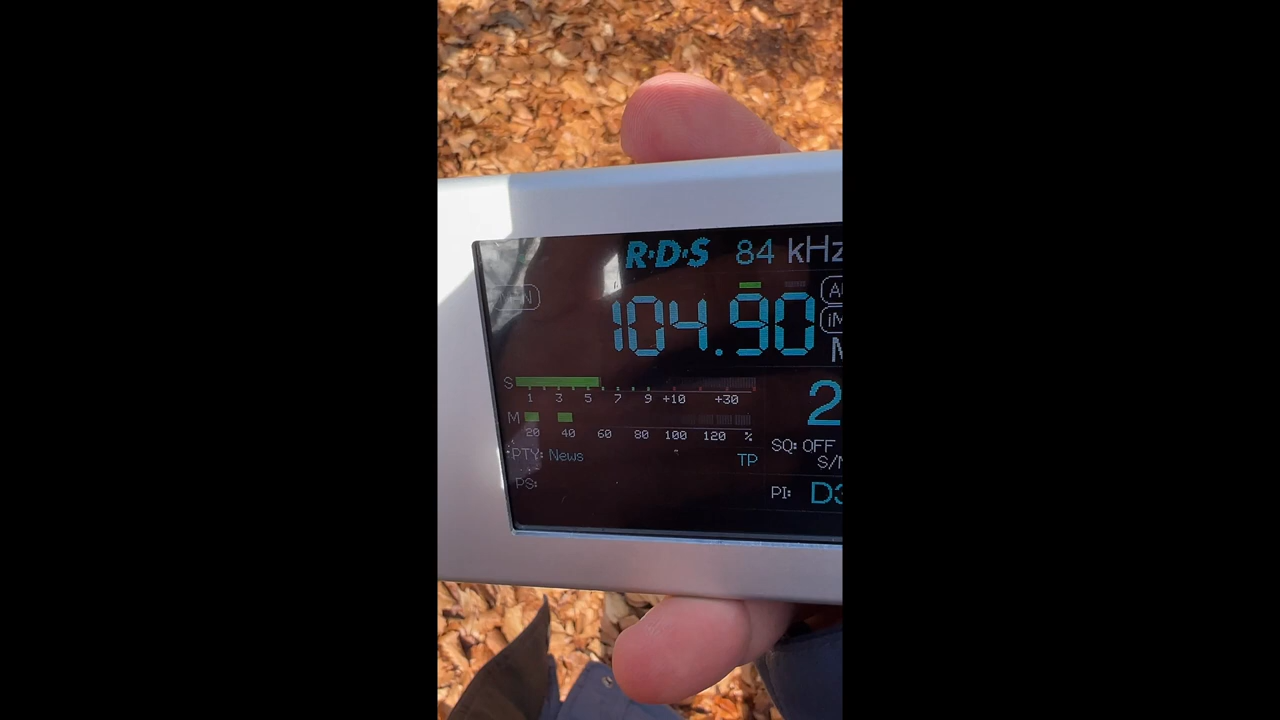 R·D·S 84 kHz
104.90
S
1 3 5 7 9 +10 +30
M
20 40 60 80 100 120 %
SQ: OFF
PTY: News TP
PS:
PI: D3